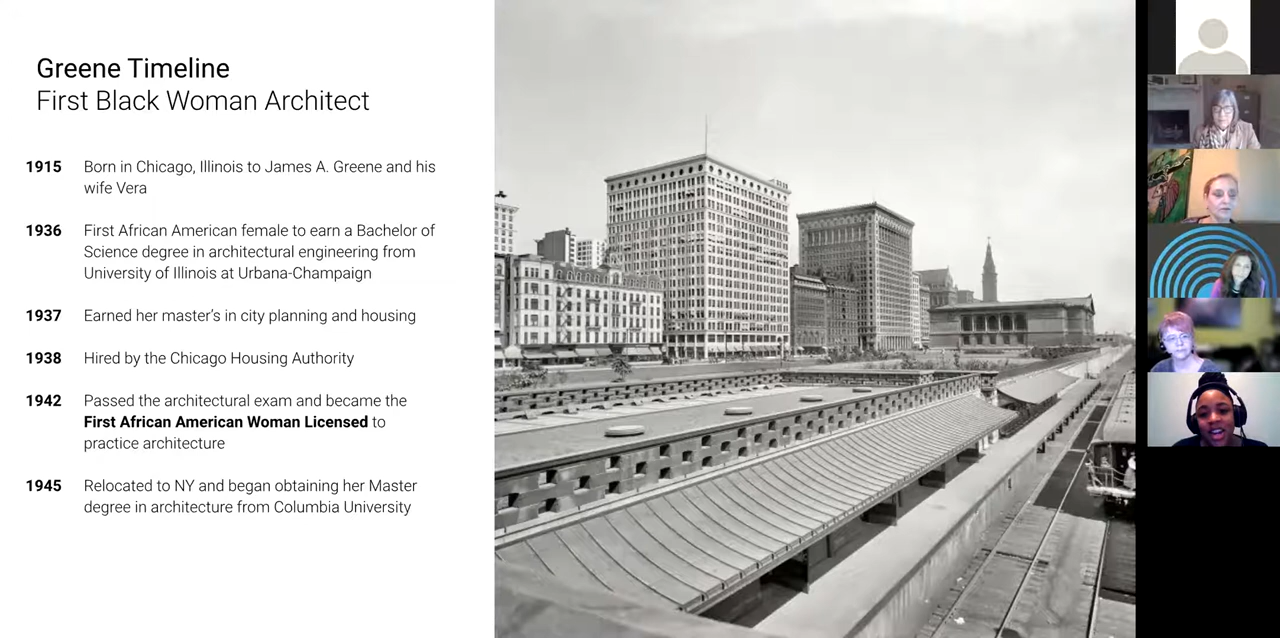 Greene Timeline
First Black Woman Architect
1915 Born in Chicago, Illinois to James A. Greene and his
wife Vera
1936 First African American female to earn a Bachelor of
Science degree in architectural engineering from
University of Illinois at Urbana-Champaign
1937 Earned her master’s in city planning and housing
1938 Hired by the Chicago Housing Authority
1942 Passed the architectural exam and became the
First African American Woman Licensed to
practice architecture
1945 Relocated to NY and began obtaining her Master
degree in architecture from Columbia University